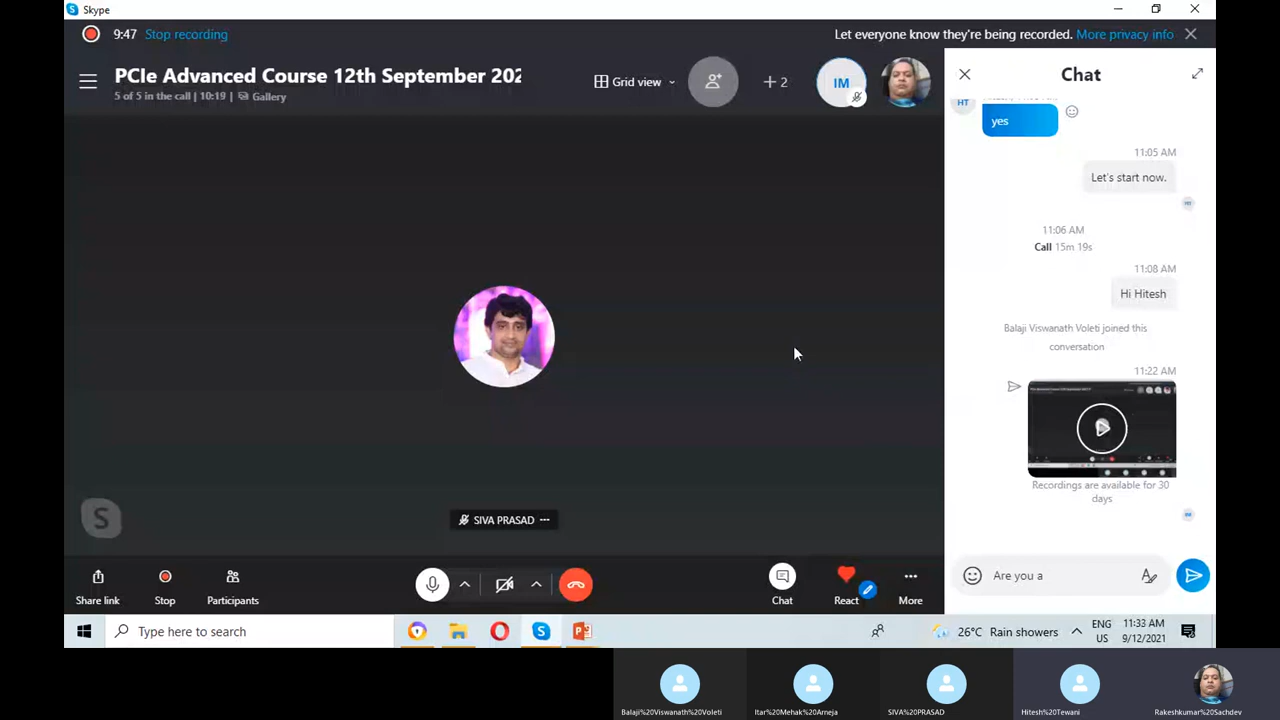 Skype
9:47 Stop recording
Let everyone know they're being recorded. More privacy info
PCIe Advanced Course 12th September 202
5 of 5 in the call | 10:19 | Gallery
Grid view
+ 2
IM
Chat
HT
yes
11:05 AM
Let's start now.
HT
11:06 AM
Call 15m 19s
11:08 AM
Hi Hitesh
Balaji Viswanath Voleti joined this
conversation
11:22 AM
Recordings are available for 30
days
S
SIVA PRASAD
Are you a
Share link
Stop
Participants
Chat
React
More
Type here to search
26°C Rain showers
ENG
US
11:33 AM
9/12/2021
Balaji%20Viswanath%20Voleti
Itar%20Mehak%20Arneja
SIVA%20PRASAD
Hitesh%20Tewani
Rakeshkumar%20Sachdev